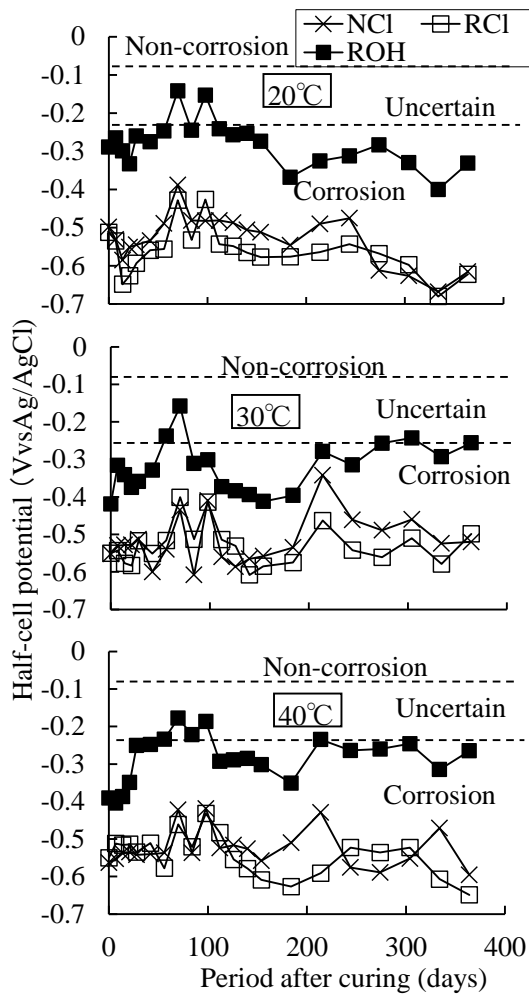 NCl RCl
ROH
0
Non-corrosion
-0.1
20℃
-0.2
Uncertain
-0.3
-0.4
Corrosion
-0.5
-0.6
-0.7
0
Non-corrosion
-0.1
30℃
Uncertain
-0.2
-0.3
Corrosion
-0.4
-0.5
-0.6
-0.7
0
Non-corrosion
-0.1
40℃
Uncertain
-0.2
-0.3
Corrosion
-0.4
-0.5
-0.6
-0.7
0 100 200 300 400
Period after curing (days)
Half-cell potential (VvsAg/AgCl)